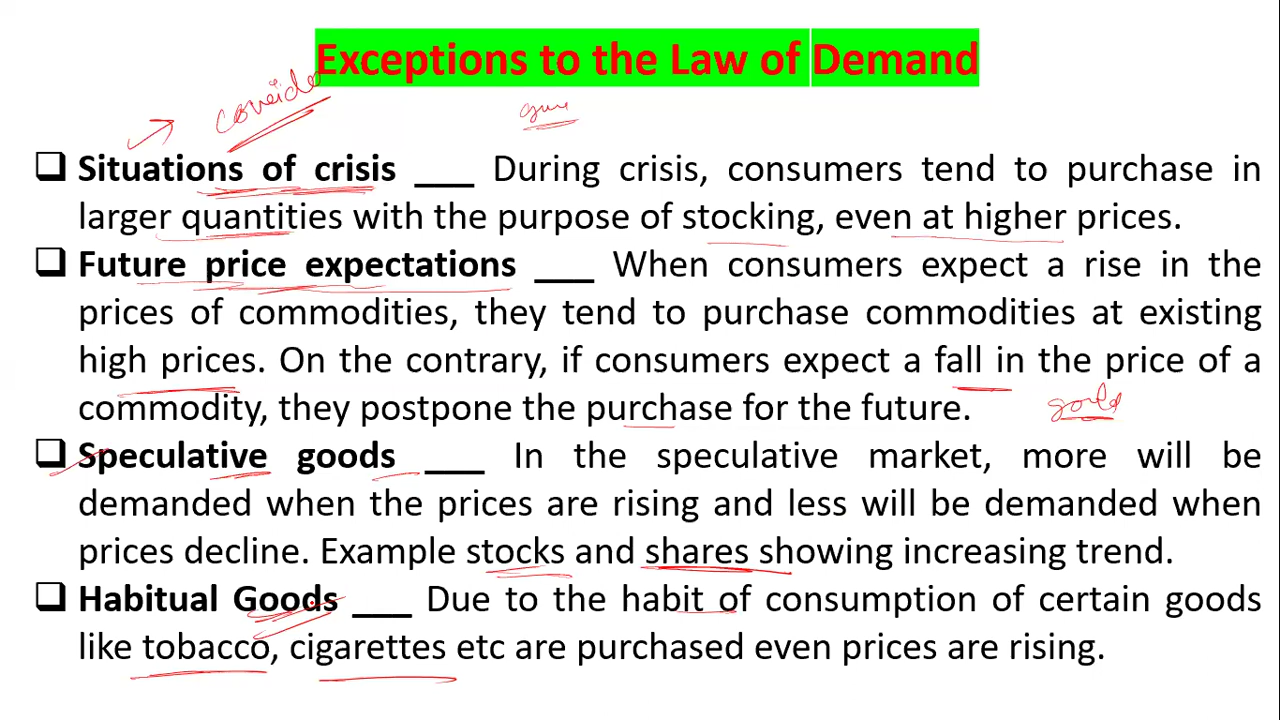 Exceptions to the Law of Demand
❑ Situations of crisis ___ During crisis, consumers tend to purchase in
larger quantities with the purpose of stocking, even at higher prices.
❑ Future price expectations ___ When consumers expect a rise in the
prices of commodities, they tend to purchase commodities at existing
high prices. On the contrary, if consumers expect a fall in the price of a
commodity, they postpone the purchase for the future.
gold
❑ Speculative goods ___ In the speculative market, more will be
demanded when the prices are rising and less will be demanded when
prices decline. Example stocks and shares showing increasing trend.
❑ Habitual Goods ___ Due to the habit of consumption of certain goods
like tobacco, cigarettes etc are purchased even prices are rising.